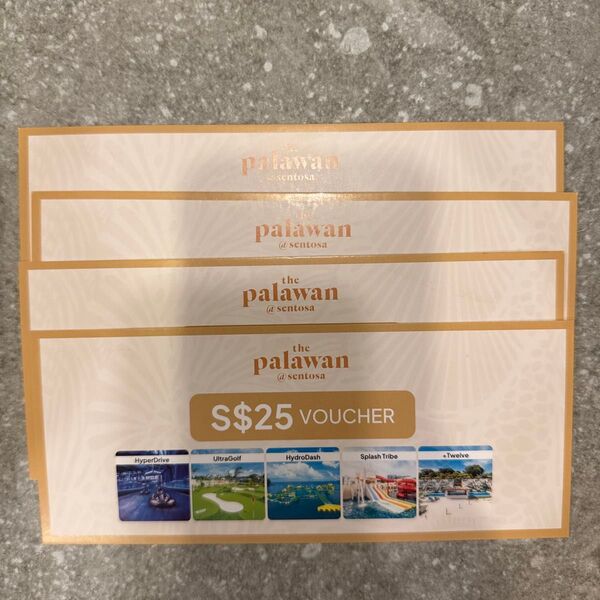 the
palawan
@ sentosa
the
palawan
@ sentosa
the
palawan
@ sentosa
the
palawan
@ sentosa
S$25 VOUCHER
HyperDrive
UltraGolf
HydroDash
Splash Tribe
+Twelve